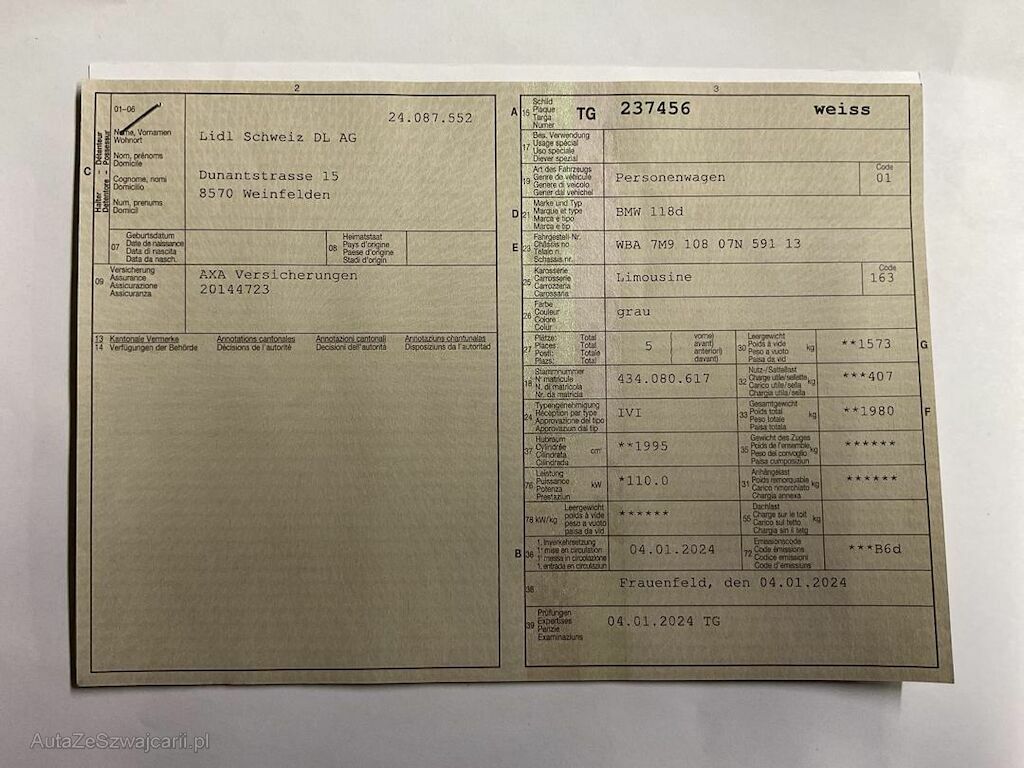 2
01-06
24.087.552
Name, Vornamen
Wohnort
Lidl Schweiz DL AG
Nom, prénoms
Domicile
C
Halter - Détenteur
Detentore - Possessur
Cognome, nomi
Domicilio
Dunantstrasse 15
8570 Weinfelden
Num, prenums
Domicil
07
Geburtsdatum
Date de naissance
Data di nascita
Data da nasch.
08
Heimatstaat
Pays d'origine
Paese d'origine
Stadi d'origin
09
Versicherung
Assurance
Assicurazione
Assicuranza
AXA Versicherungen
20144723
13 Kantonale Vermerke Annotations cantonales Annotazioni cantonali Annotaziuns chantunalas
14 Verfügungen der Behörde Décisions de l'autorité Decisioni dell'autorità Disposiziuns da l'autoritad
3
A
15
Schild
Plaque
Targa
Numer
TG 237456 weiss
17
Bes. Verwendung
Usage spécial
Uso speciale
Diever spezial
19
Art des Fahrzeugs
Genre de véhicule
Genere di veicolo
Gener dal vehichel
Personenwagen
Code
01
D
21
Marke und Typ
Marque et type
Marca e tipo
Marca e tip
BMW 118d
E
23
Fahrgestell-Nr.
Châssis no
Telaio n.
Schassis nr.
WBA 7M9 108 07N 591 13
25
Karosserie
Carrosserie
Carrozzeria
Carossaria
Limousine
Code
163
26
Farbe
Couleur
Colore
Colur
grau
27
Plätze: Total
Places: Total
Posti: Totale
Plazs: Total
5
vorne)
avant)
anteriori)
davant)
30
Leergewicht
Poids à vide
Peso a vuoto
Paisa da vid
kg
**1573
G
18
Stammnummer
N° matricule
N. di matricola
Nr. da matricla
434.080.617
32
Nutz-/Sattellast
Charge utile/sellette
Carico utile/sella
Chargia utila/sella
kg
***407
24
Typengenehmigung
Réception par type
Approvazione del tipo
Approvaziun dal tip
IVI
33
Gesamtgewicht
Poids total
Peso totale
Paisa totala
kg
**1980
F
37
Hubraum
Cylindrée
Cilindrata
Cilindrada
cm³
**1995
35
Gewicht des Zuges
Poids de l'ensemble
Peso del convoglio
Paisa cumposiziun
kg
******
76
Leistung
Puissance
Potenza
Prestaziun
kW
*110.0
31
Anhängelast
Poids remorquable
Carico rimorchiato
Chargia annexa
kg
******
78 kW/kg
Leergewicht
poids à vide
peso a vuoto
paisa da vid
******
55
Dachlast
Charge sur le toit
Carico sul tetto
Chargia sin il tetg
kg
B
36
1. Inverkehrsetzung
1re mise en circulation
1a messa in circolazione
1. entrada en circulaziun
04.01.2024
72
Emissionscode
Code émissions
Codice emissioni
Code d'emissiuns
***B6d
38
Frauenfeld, den 04.01.2024
39
Prüfungen
Expertises
Perizie
Examinaziuns
04.01.2024 TG
AutaZeSzwajcarii.pl